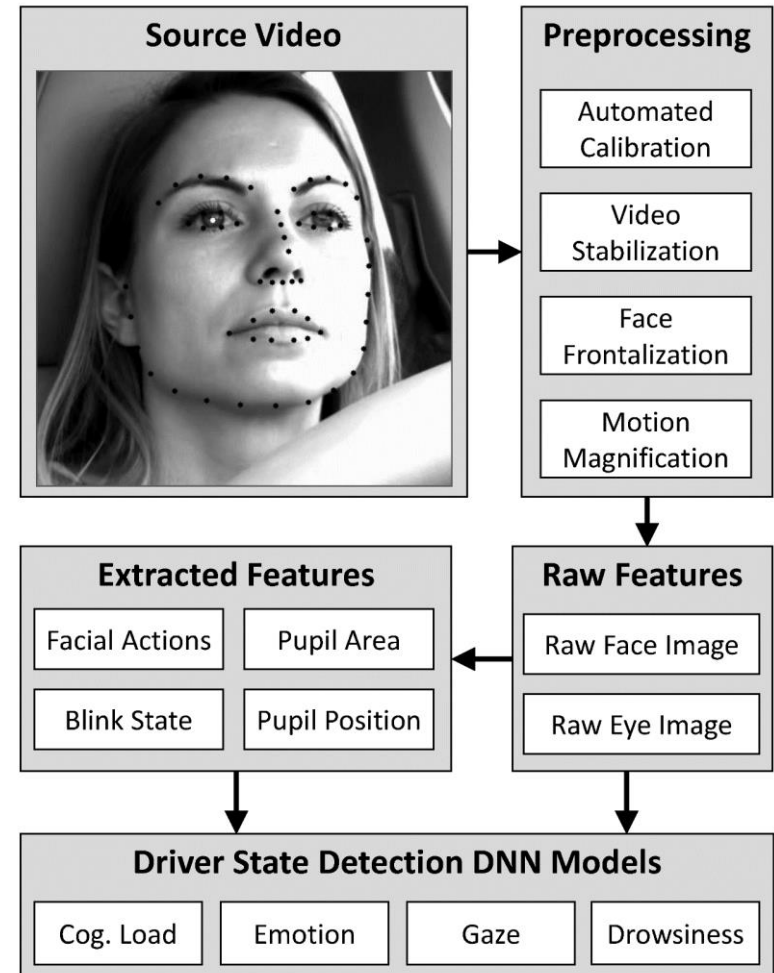 Source Video
Preprocessing
Automated
Calibration
Video
Stabilization
Face
Frontalization
Motion
Magnification
Extracted Features
Facial Actions
Pupil Area
Blink State
Pupil Position
Raw Features
Raw Face Image
Raw Eye Image
Driver State Detection DNN Models
Cog. Load
Emotion
Gaze
Drowsiness